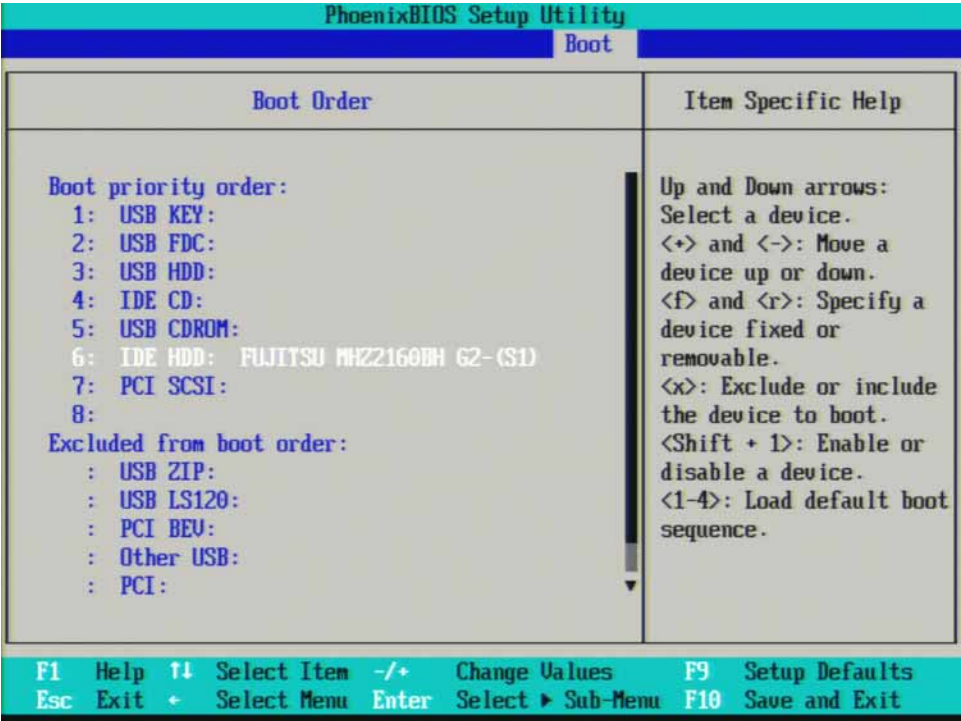 PhoenixBIOS Setup Utility
Boot
Boot Order
Item Specific Help
Boot priority order:
1: USB KEY:
2: USB FDC:
3: USB HDD:
4: IDE CD:
5: USB CDROM:
6: IDE HDD: FUJITSU MHZ2160BH G2-(S1)
7: PCI SCSI:
8:
Excluded from boot order:
: USB ZIP:
: USB LS120:
: PCI BEV:
: Other USB:
: PCI:
Up and Down arrows:
Select a device.
<+> and <->: Move a
device up or down.
<f> and <r>: Specify a
device fixed or
removable.
<x>: Exclude or include
the device to boot.
<Shift + 1>: Enable or
disable a device.
<1-4>: Load default boot
sequence.
F1 Help ↑↓ Select Item -/+ Change Values F9 Setup Defaults
Esc Exit ← Select Menu Enter Select ▶ Sub-Menu F10 Save and Exit